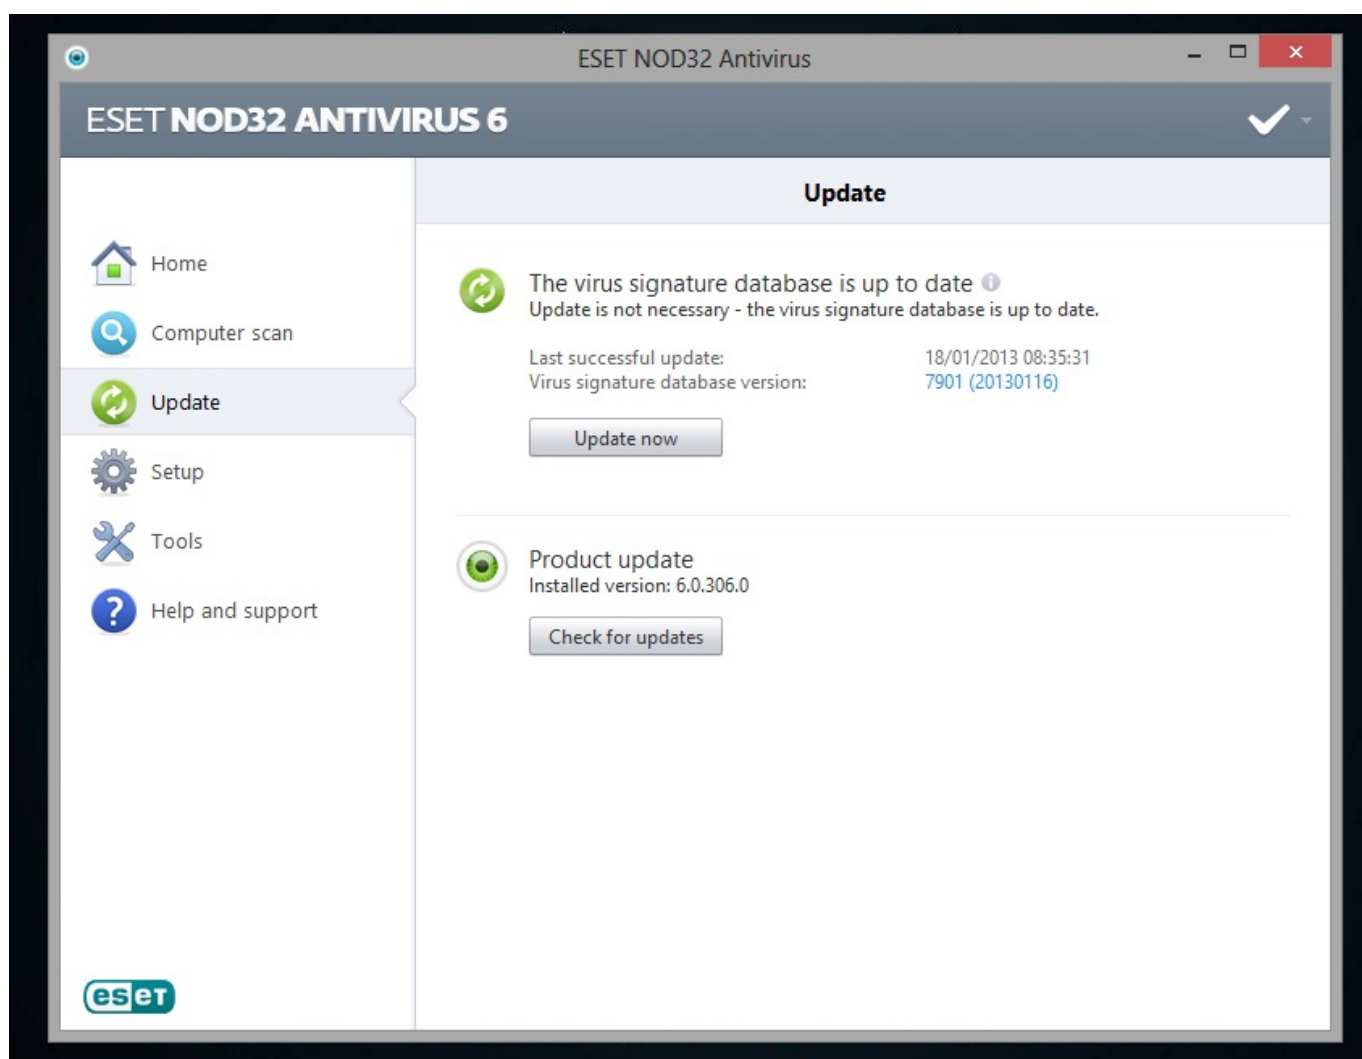 ESET NOD32 Antivirus
ESET NOD32 ANTIVIRUS 6
Update
Home
Computer scan
Update
Setup
Tools
Help and support
The virus signature database is up to date
Update is not necessary - the virus signature database is up to date.
Last successful update: 18/01/2013 08:35:31
Virus signature database version: 7901 (20130116)
Update now
Product update
Installed version: 6.0.306.0
Check for updates
eset